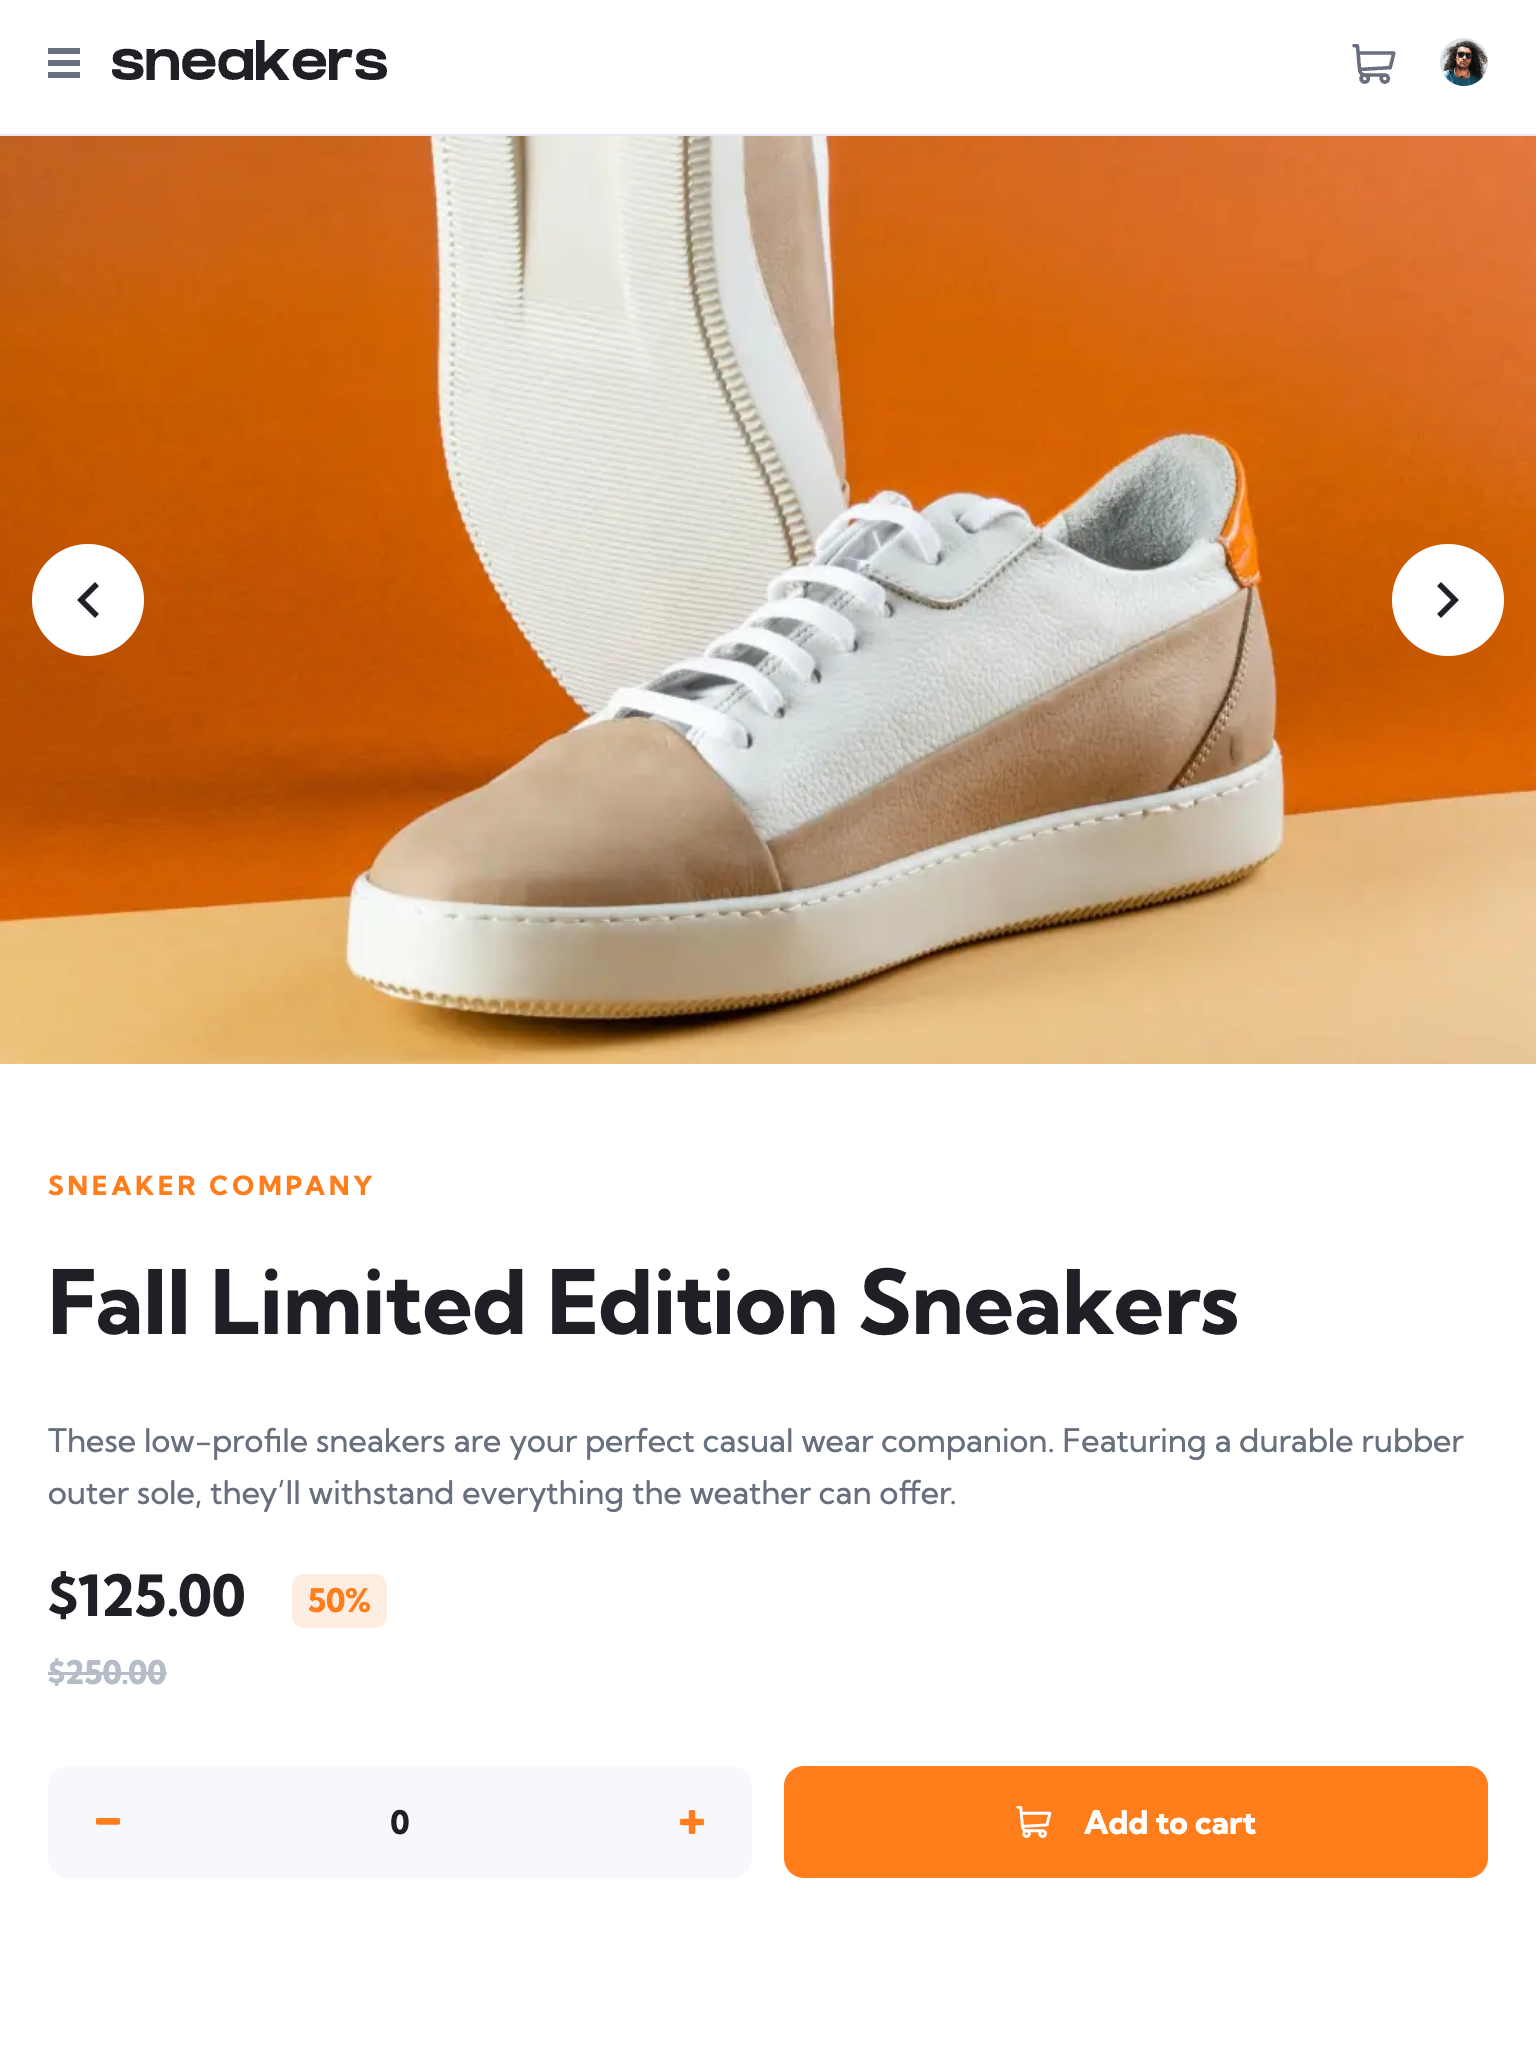 sneakers
SNEAKER COMPANY
Fall Limited Edition Sneakers
These low-profile sneakers are your perfect casual wear companion. Featuring a durable rubber
outer sole, they’ll withstand everything the weather can offer.
$125.00 50%
$250.00
0 Add to cart